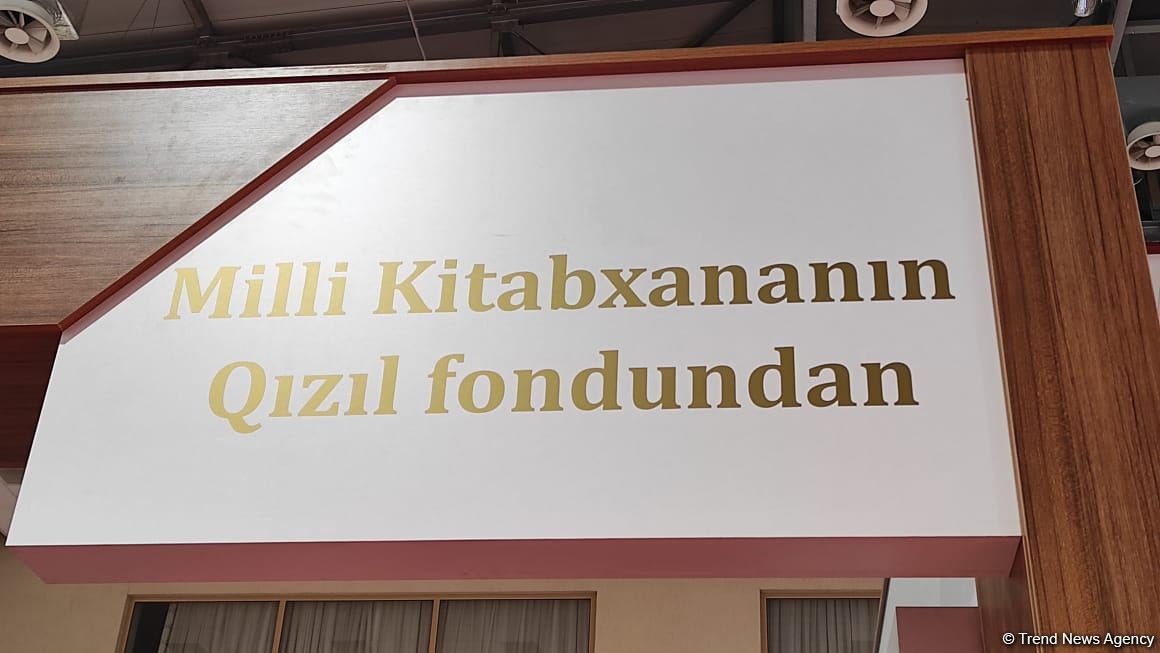 Milli Kitabxananın
Qızıl fondundan
© Trend News Agency